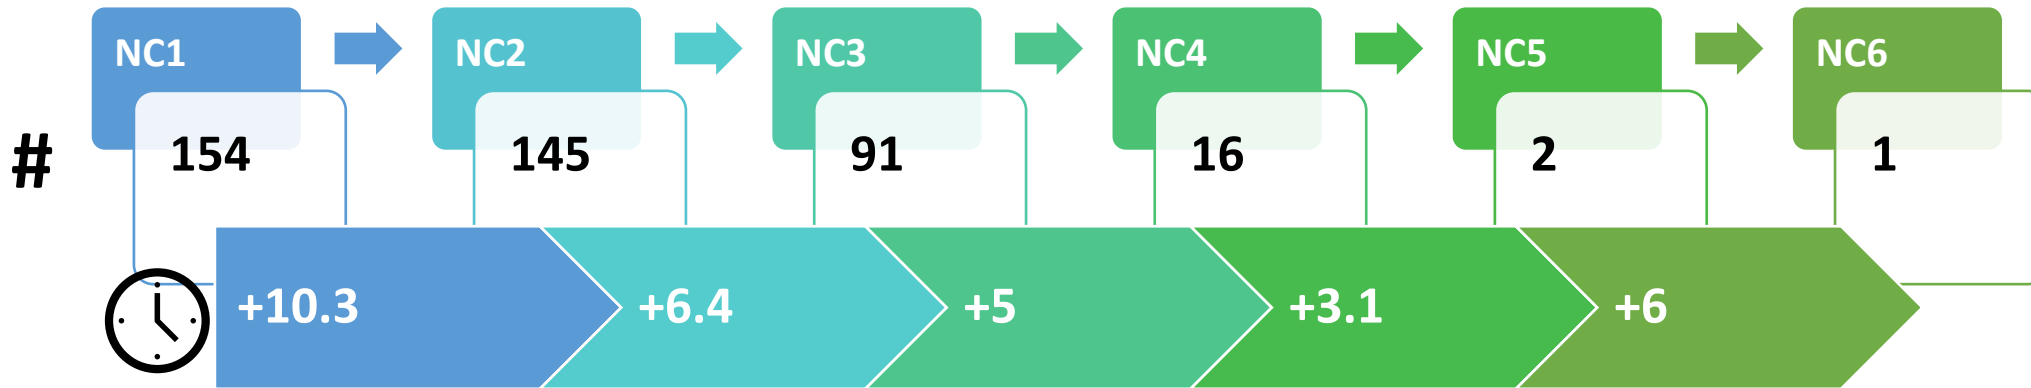 NC1 NC2 NC3 NC4 NC5 NC6
# 154 145 91 16 2 1
+10.3 +6.4 +5 +3.1 +6